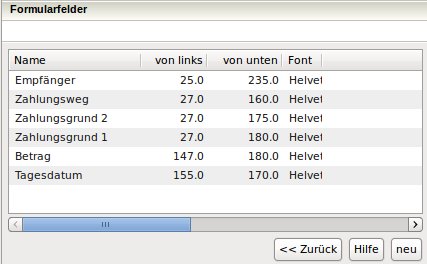 Formularfelder
Name von links von unten Font
Empfänger 25.0 235.0 Helvet
Zahlungsweg 27.0 160.0 Helvet
Zahlungsgrund 2 27.0 175.0 Helvet
Zahlungsgrund 1 27.0 180.0 Helvet
Betrag 147.0 180.0 Helvet
Tagesdatum 155.0 170.0 Helvet
<< Zurück Hilfe neu